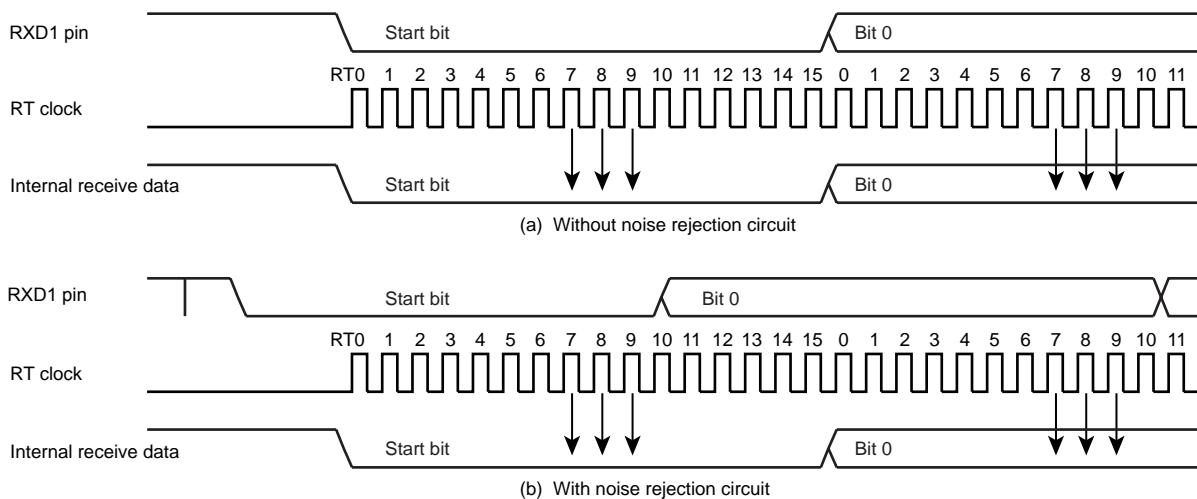 RXD1 pin Start bit Bit 0
RT0 1 2 3 4 5 6 7 8 9 10 11 12 13 14 15 0 1 2 3 4 5 6 7 8 9 10 11
RT clock
Internal receive data Start bit Bit 0
(a) Without noise rejection circuit
RXD1 pin Start bit Bit 0
RT0 1 2 3 4 5 6 7 8 9 10 11 12 13 14 15 0 1 2 3 4 5 6 7 8 9 10 11
RT clock
Internal receive data Start bit Bit 0
(b) With noise rejection circuit